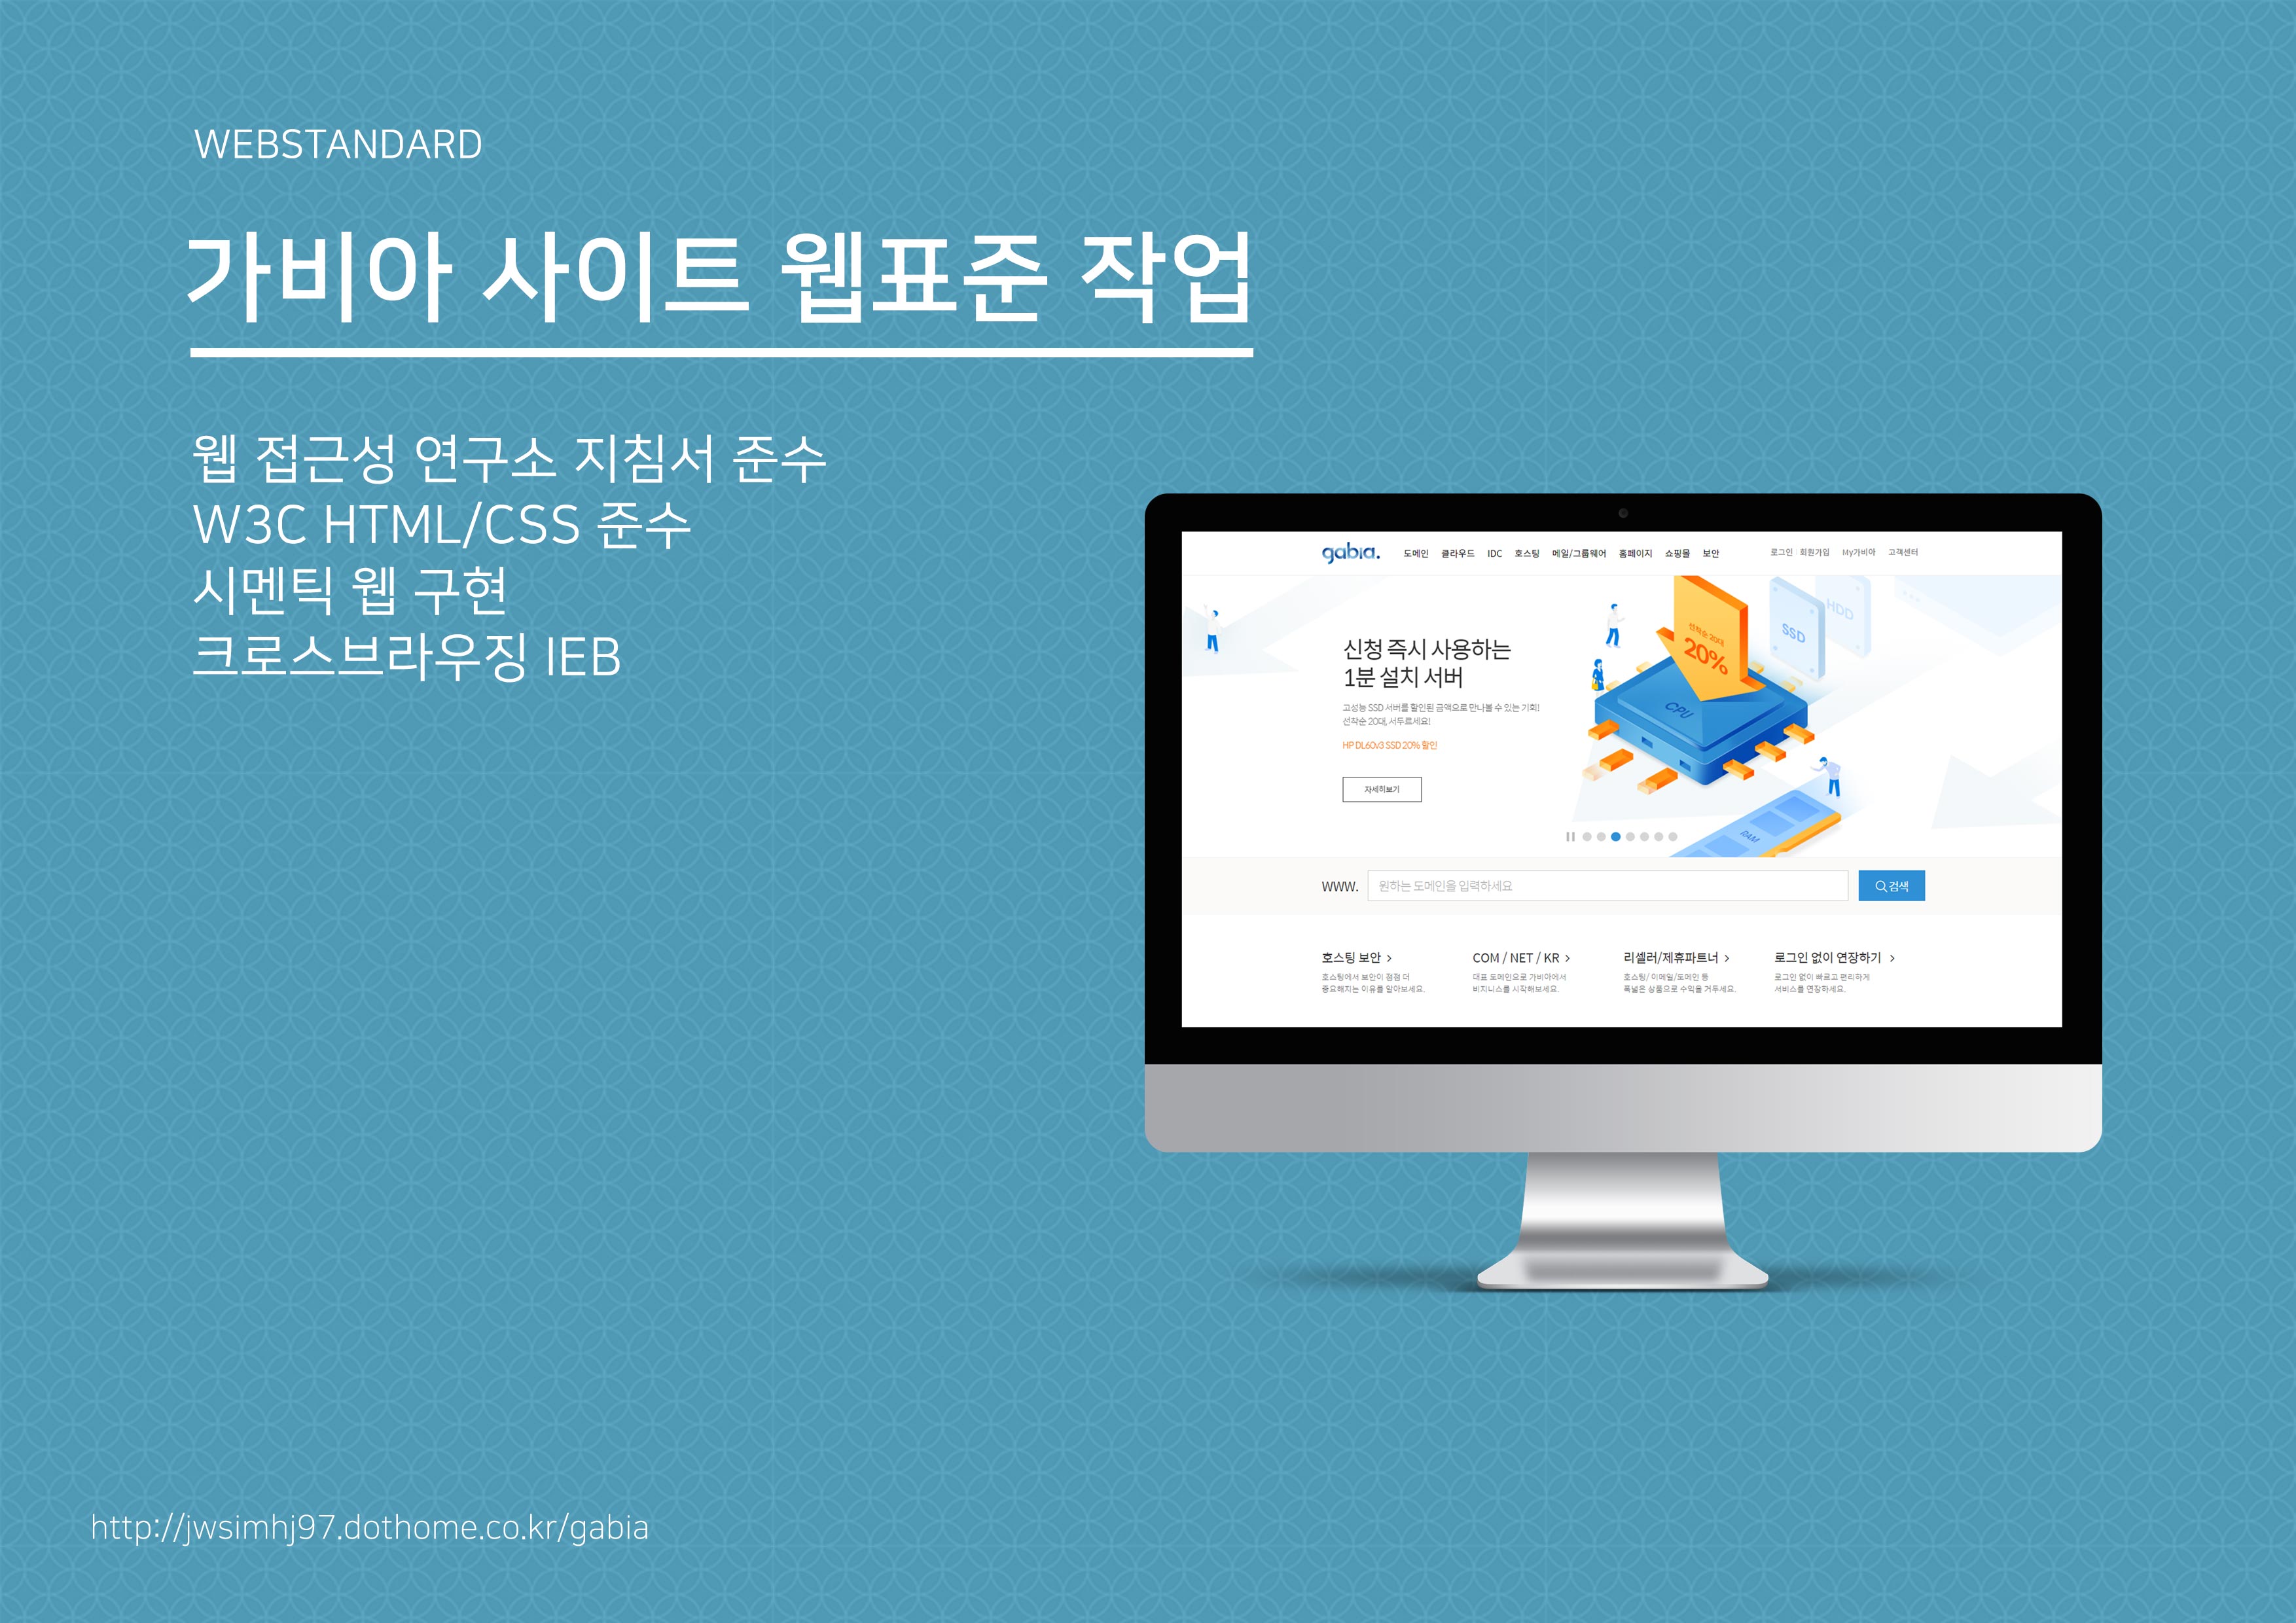 WEBSTANDARD
가비아 사이트 웹표준 작업
웹 접근성 연구소 지침서 준수
W3C HTML/CSS 준수
시멘틱 웹 구현
크로스브라우징 IEB
gabia. 도메인 클라우드 IDC 호스팅 메일/그룹웨어 홈페이지 쇼핑몰 보안 로그인 회원가입 My가비아 고객센터
신청 즉시 사용하는
1분 설치 서버
고성능 SSD 서버를 할인된 금액으로 만나볼 수 있는 기회!
선착순 20대, 서두르세요!
HP DL60v3 SSD 20% 할인
자세히보기
선착순 20대
20%
SSD
HDD
CPU
RAM
www. 원하는 도메인을 입력하세요 검색
호스팅 보안 >
호스팅에서 보안이 점점 더
중요해지는 이유를 알아보세요.
COM / NET / KR >
대표 도메인으로 가비아에서
비지니스를 시작해보세요.
리셀러/제휴파트너 >
호스팅/ 이메일/도메인 등
폭넓은 상품으로 수익을 거두세요.
로그인 없이 연장하기 >
로그인 없이 빠르고 편리하게
서비스를 연장하세요.
http://jwsimhj97.dothome.co.kr/gabia